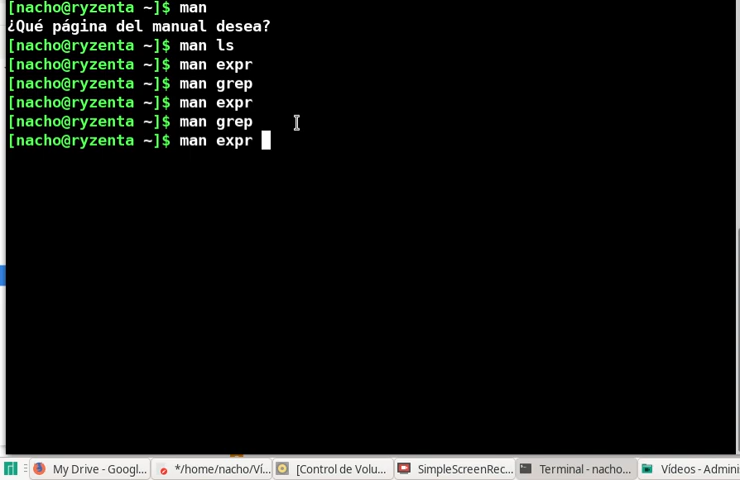 [nacho@ryzenta ~]$ man
¿Qué página del manual desea?
[nacho@ryzenta ~]$ man ls
[nacho@ryzenta ~]$ man expr
[nacho@ryzenta ~]$ man grep
[nacho@ryzenta ~]$ man expr
[nacho@ryzenta ~]$ man grep
[nacho@ryzenta ~]$ man expr
My Drive - Googl... */home/nacho/Ví... [Control de Volu... SimpleScreenRec... Terminal - nacho... Vídeos - Admini